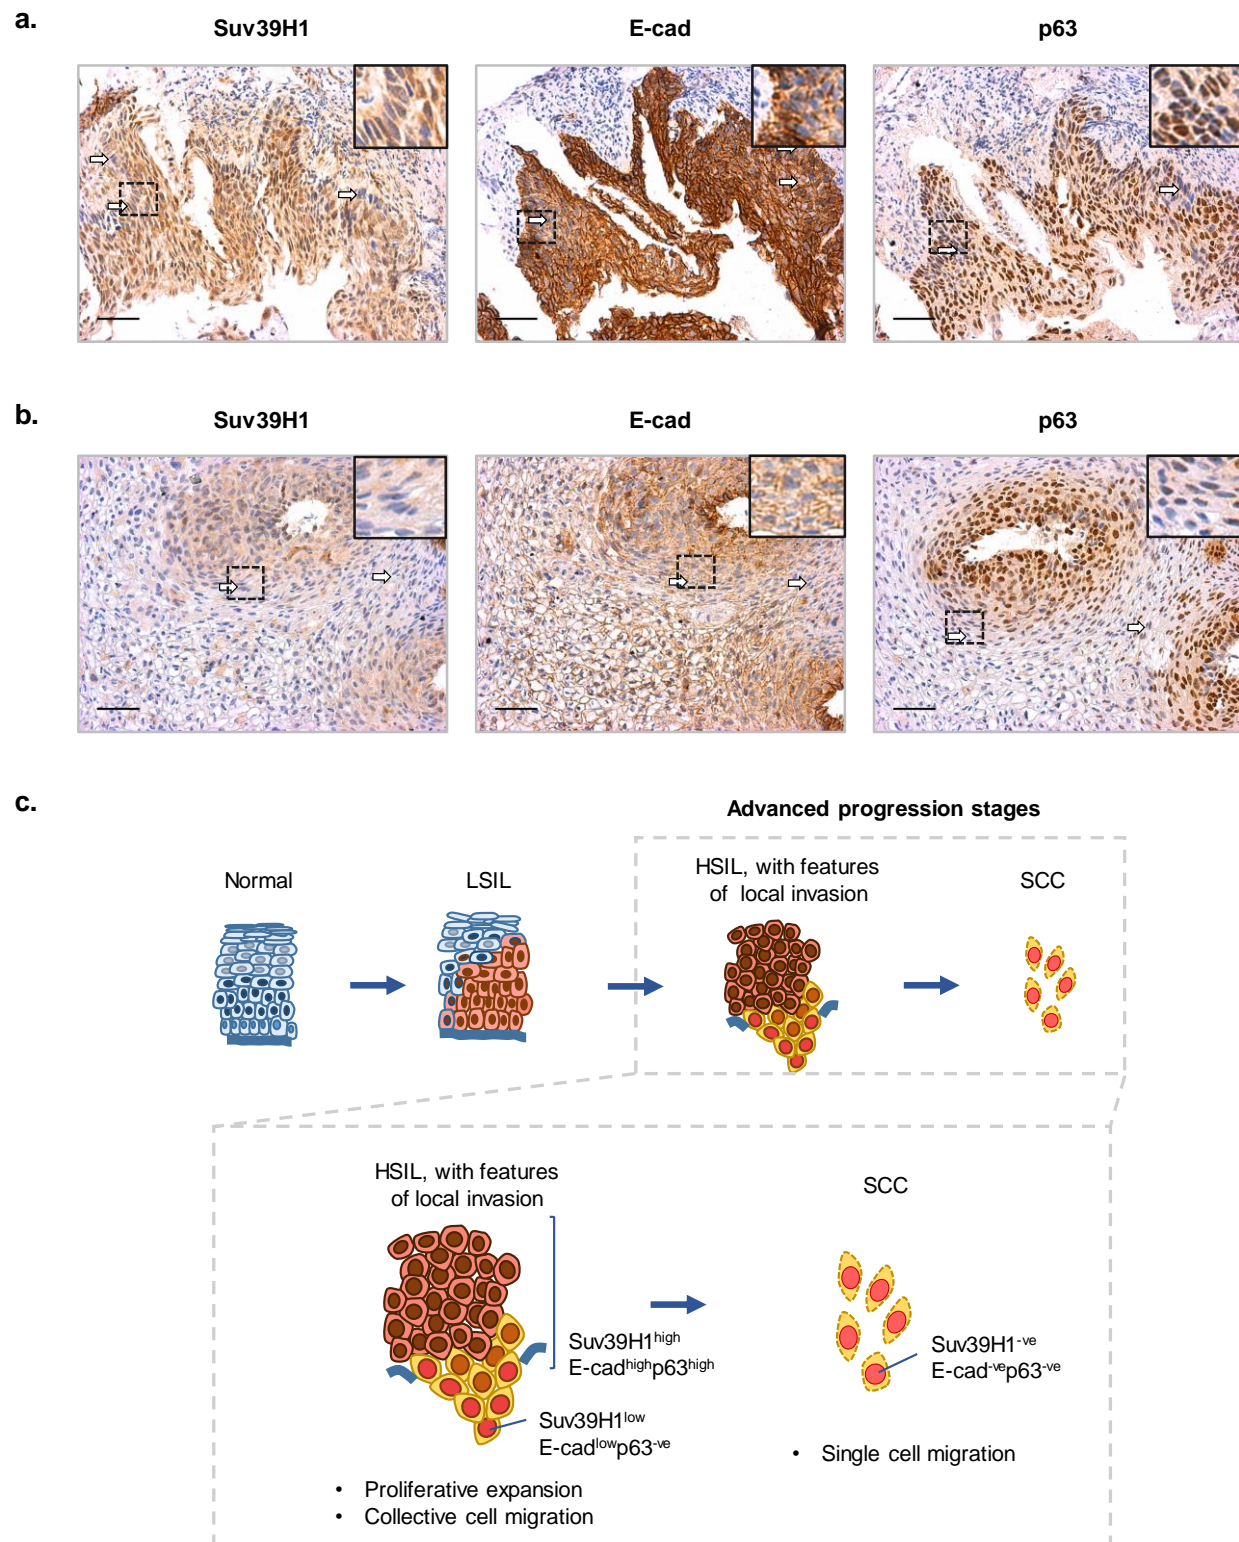 a.
Suv39H1 E-cad p63
b.
Suv39H1 E-cad p63
c.
Advanced progression stages
Normal LSIL HSIL, with features SCC
of local invasion
HSIL, with features SCC
of local invasion
Suv39H1high
E-cadhighp63high
Suv39H1-ve
E-cad-vep63-ve
Suv39H1low
E-cadlowp63-ve
• Single cell migration
• Proliferative expansion
• Collective cell migration